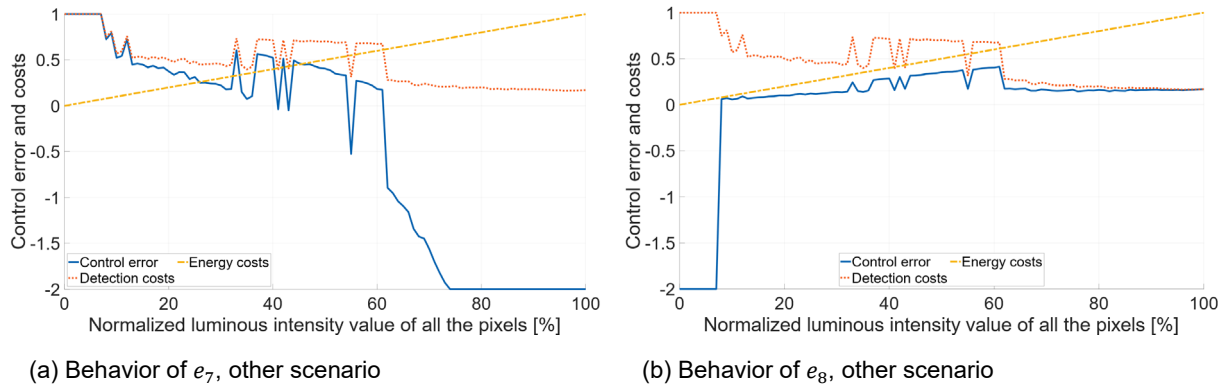 Control error and costs
1
0.5
0
-0.5
-1
-1.5
-2
Control error
Energy costs
Detection costs
0
20
40
60
80
100
Normalized luminous intensity value of all the pixels [%]
(a) Behavior of e₇, other scenario
Control error and costs
1
0.5
0
-0.5
-1
-1.5
-2
Control error
Energy costs
Detection costs
0
20
40
60
80
100
Normalized luminous intensity value of all the pixels [%]
(b) Behavior of e₈, other scenario